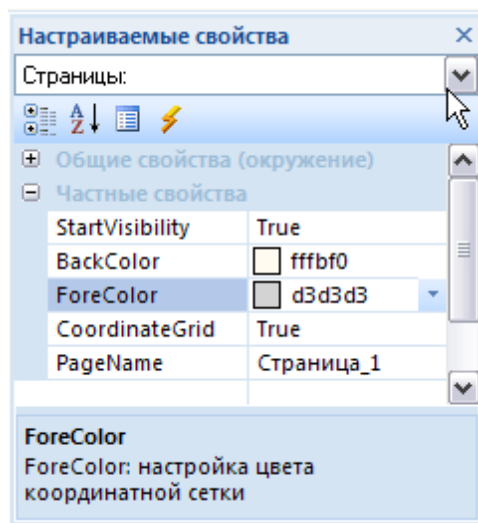 Настраиваемые свойства
Страницы:
Общие свойства (окружение)
Частные свойства
StartVisibility True
BackColor fffbf0
ForeColor d3d3d3
CoordinateGrid True
PageName Страница_1
ForeColor
ForeColor: настройка цвета
координатной сетки